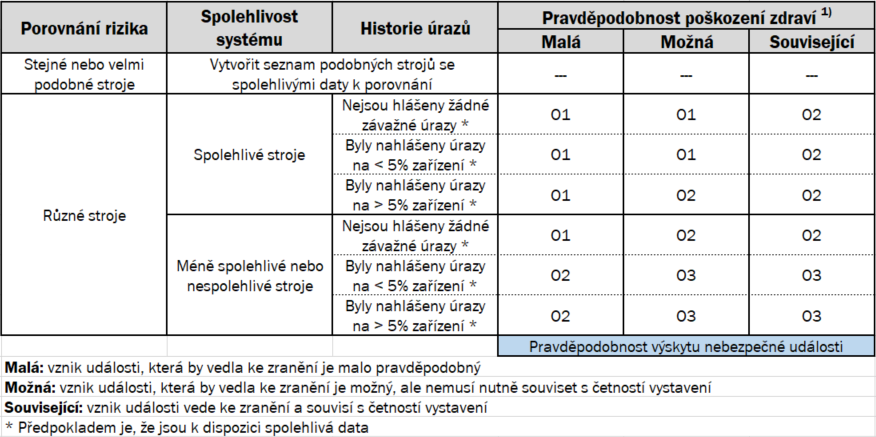 Porovnání rizika
Spolehlivost
systému
Historie úrazů
Pravděpodobnost poškození zdraví 1)
Malá
Možná
Související
Stejné nebo velmi
podobné stroje
Vytvořit seznam podobných strojů se
spolehlivými daty k porovnání
---
---
---
Různé stroje
Spolehlivé stroje
Nejsou hlášeny žádné
závažné úrazy *
O1
O1
O2
Byly nahlášeny úrazy
na < 5% zařízení *
O1
O1
O2
Byly nahlášeny úrazy
na > 5% zařízení *
O1
O2
O2
Méně spolehlivé nebo
nespolehlivé stroje
Nejsou hlášeny žádné
závažné úrazy *
O1
O2
O2
Byly nahlášeny úrazy
na < 5% zařízení *
O2
O3
O3
Byly nahlášeny úrazy
na > 5% zařízení *
O2
O3
O3
Pravděpodobnost výskytu nebezpečné události
Malá: vznik události, která by vedla ke zranění je malo pravděpodobný
Možná: vznik události, která by vedla ke zranění je možný, ale nemusí nutně souviset s četností vystavení
Související: vznik události vede ke zranění a souvisí s četností vystavení
* Předpokladem je, že jsou k dispozici spolehlivá data